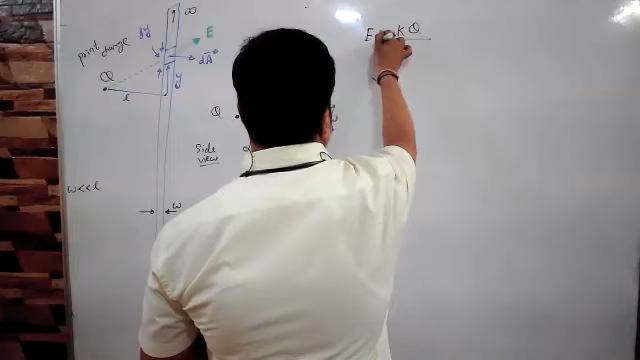 ∞
dy
E
point charge
dA
Q
y
l
Q
Side
view
w << l
w
E = KQ